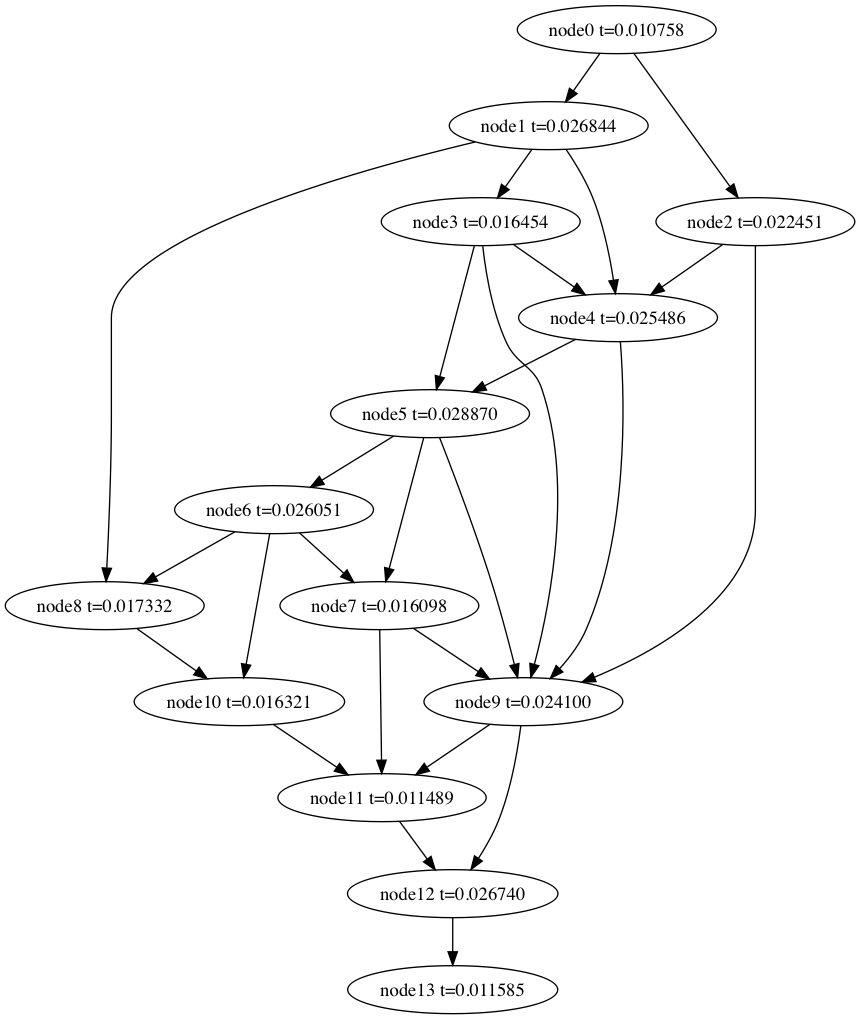 node0 t=0.010758
node1 t=0.026844
node3 t=0.016454
node2 t=0.022451
node4 t=0.025486
node5 t=0.028870
node6 t=0.026051
node8 t=0.017332
node7 t=0.016098
node10 t=0.016321
node9 t=0.024100
node11 t=0.011489
node12 t=0.026740
node13 t=0.011585